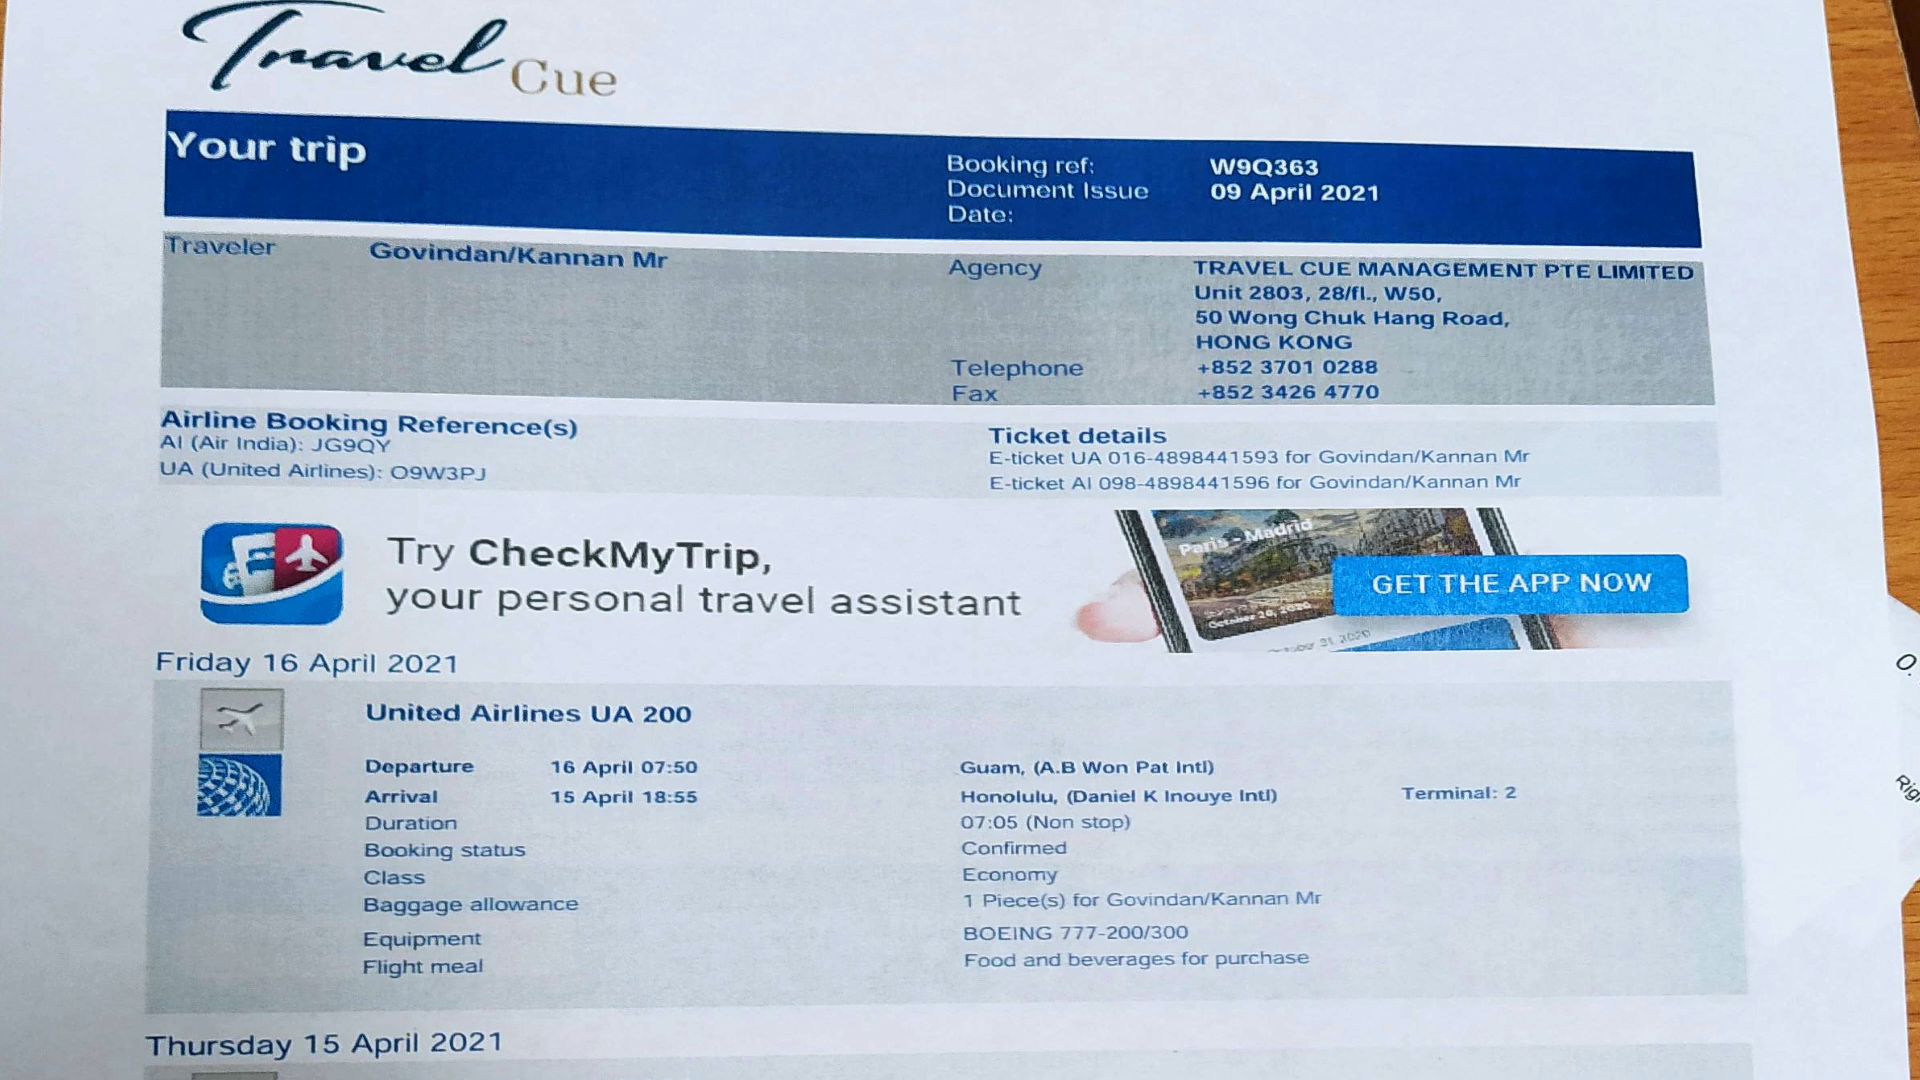 Travel Cue
Your trip
Booking ref: W9Q363
Document Issue 09 April 2021
Date:
Traveler Govindan/Kannan Mr
Agency TRAVEL CUE MANAGEMENT PTE LIMITED
Unit 2803, 28/fl., W50,
50 Wong Chuk Hang Road,
HONG KONG
Telephone +852 3701 0288
Fax +852 3426 4770
Airline Booking Reference(s)
AI (Air India): JG9QY
UA (United Airlines): O9W3PJ
Ticket details
E-ticket UA 016-4898441593 for Govindan/Kannan Mr
E-ticket AI 098-4898441596 for Govindan/Kannan Mr
Try CheckMyTrip,
your personal travel assistant
Paris - Madrid
October 26, 2020
31 2020
GET THE APP NOW
Friday 16 April 2021
United Airlines UA 200
Departure 16 April 07:50 Guam, (A.B Won Pat Intl)
Arrival 15 April 18:55 Honolulu, (Daniel K Inouye Intl) Terminal: 2
Duration 07:05 (Non stop)
Booking status Confirmed
Class Economy
Baggage allowance 1 Piece(s) for Govindan/Kannan Mr
Equipment BOEING 777-200/300
Flight meal Food and beverages for purchase
Thursday 15 April 2021